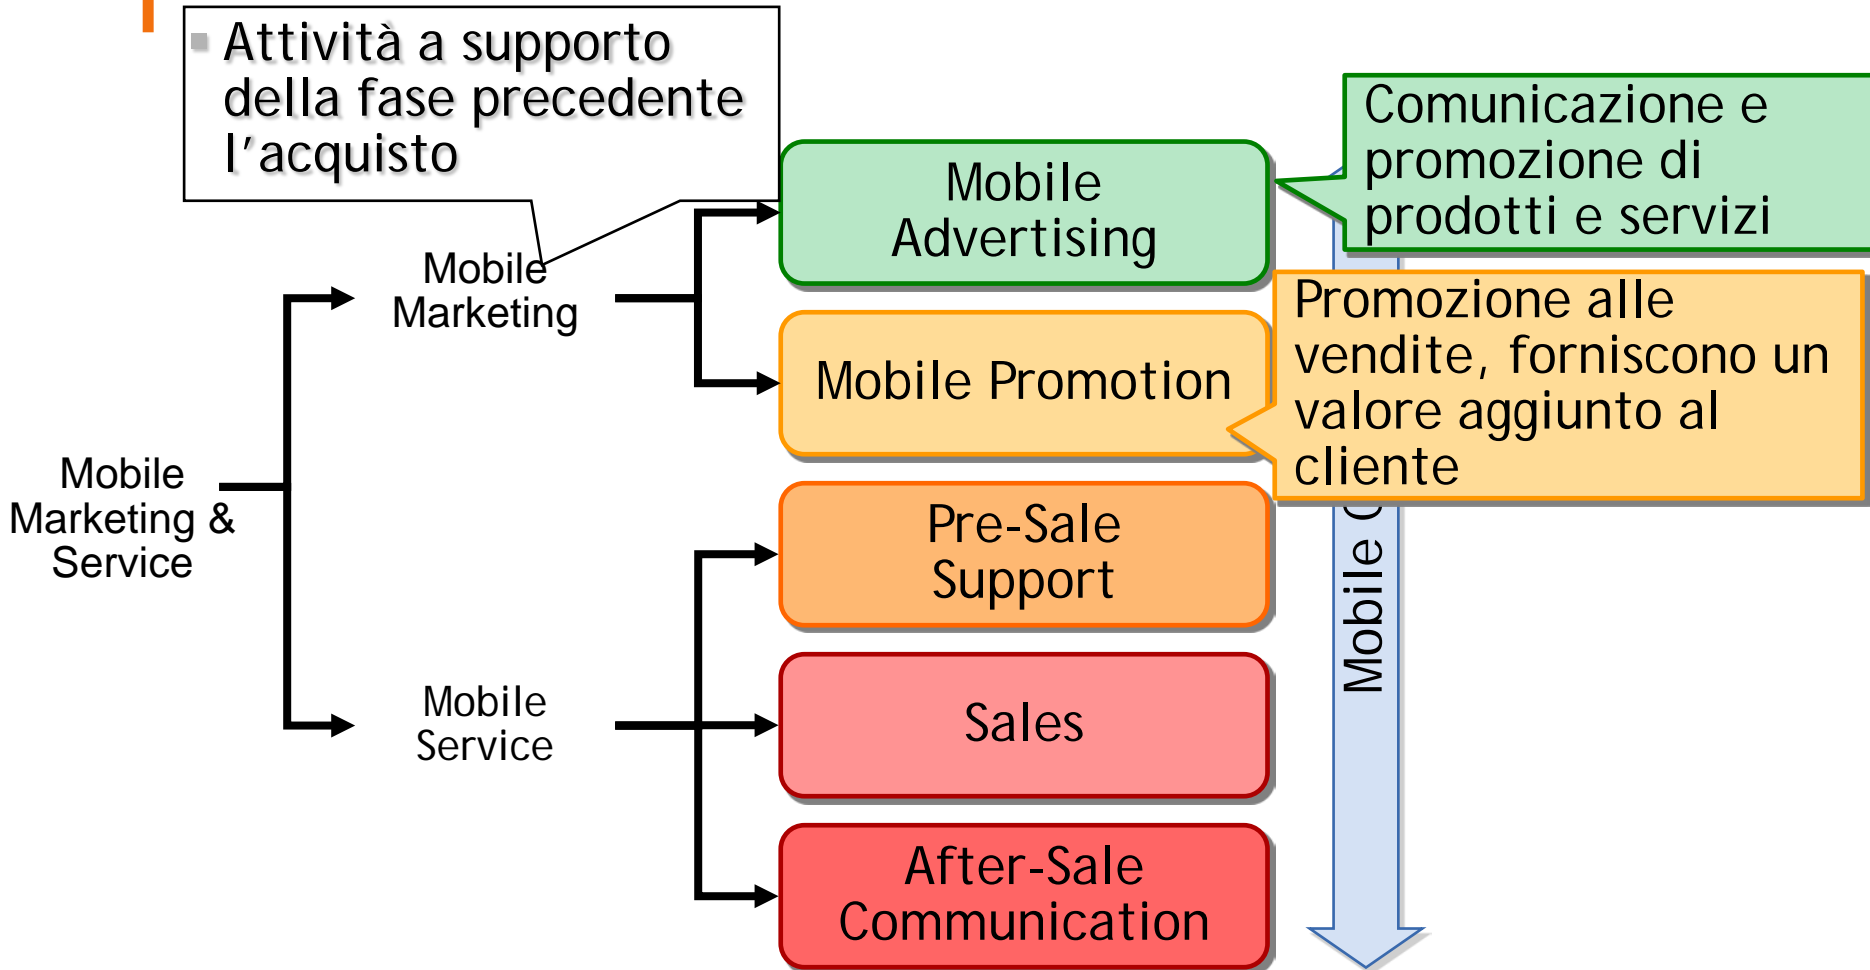 Attività a supporto
della fase precedente
l’acquisto
Comunicazione e
promozione di
prodotti e servizi
Mobile
Advertising
Mobile
Marketing
Promozione alle
vendite, forniscono un
valore aggiunto al
cliente
Mobile Promotion
Mobile
Marketing &
Service
Pre-Sale
Support
Mobile
Mobile
Service
Sales
After-Sale
Communication